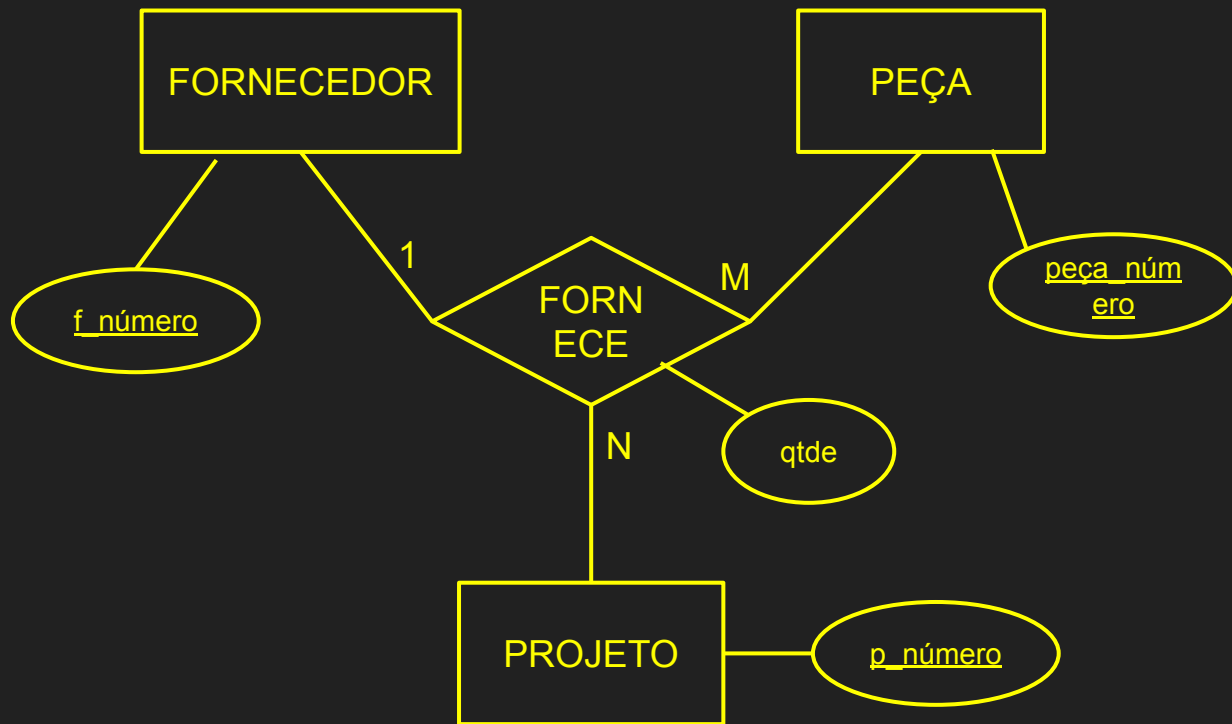 FORNECEDOR
PEÇA
1
M
FORN
ECE
peça_núm
ero
f_número
N
qtde
PROJETO
p_número